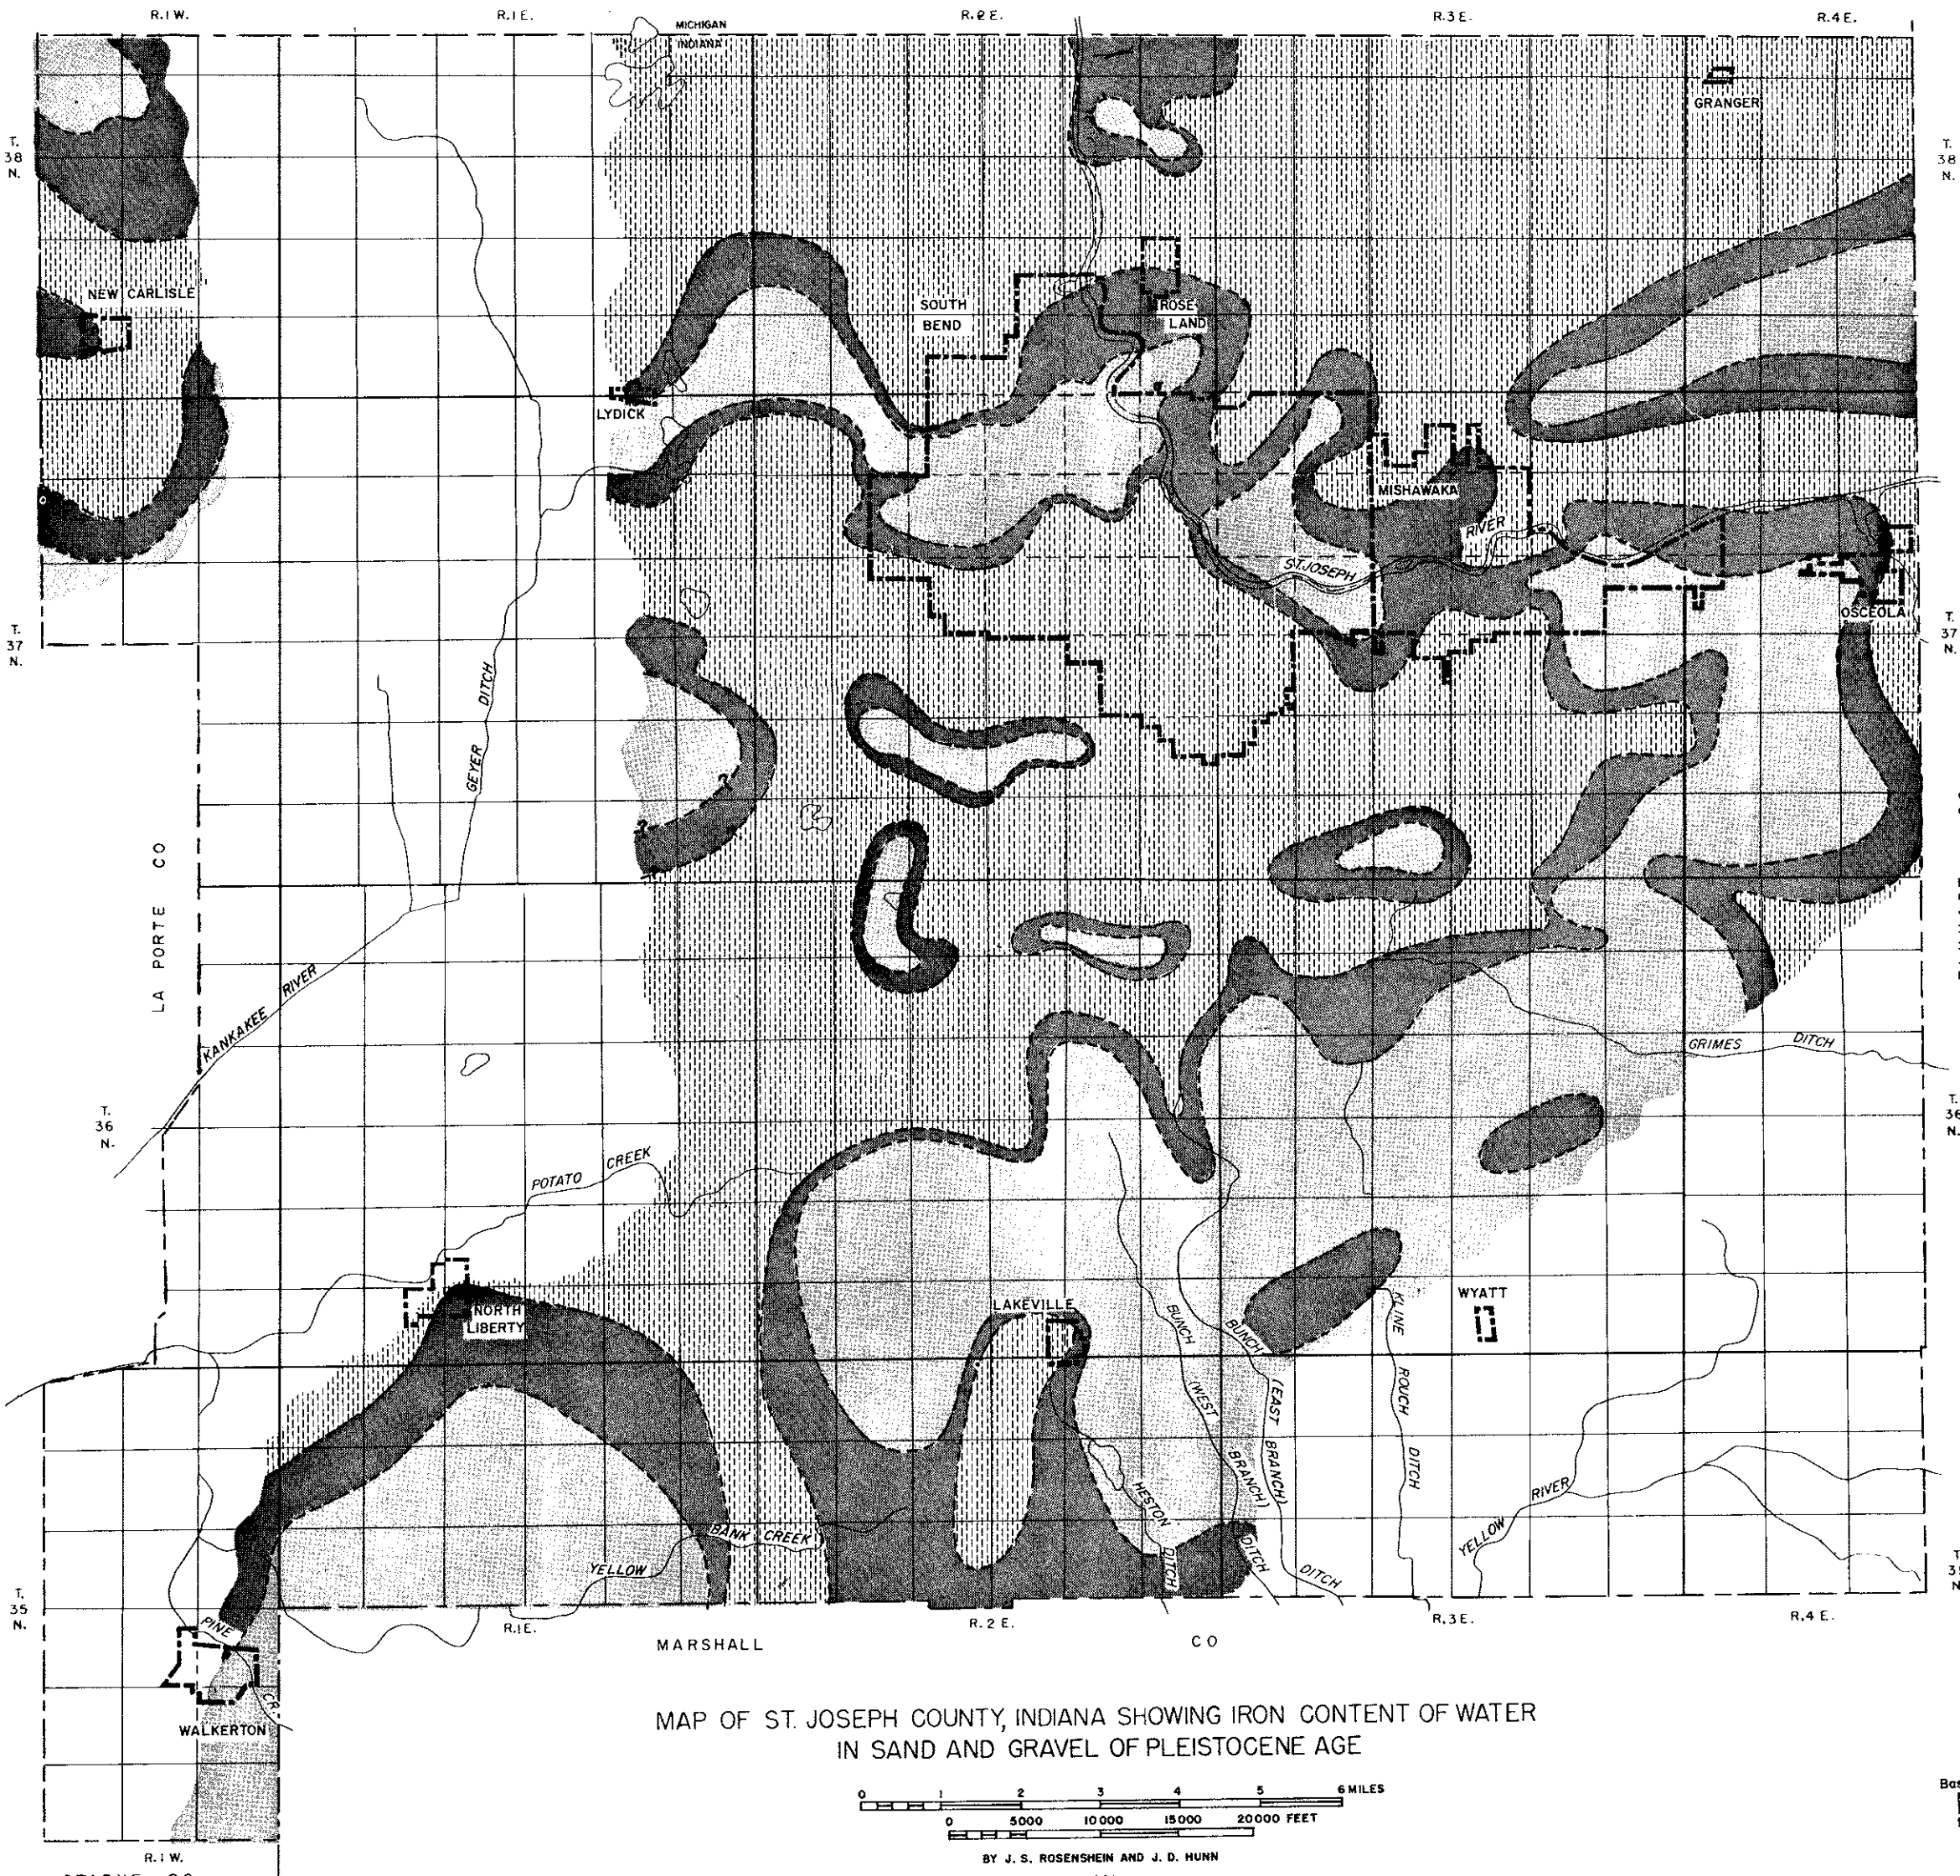 R.1 W.
R.1 E.
R.2 E.
R.3 E.
R.4 E.
MICHIGAN
INDIANA
GRANGER
T.
38
N.
T.
38
N.
NEW CARLISLE
SOUTH
BEND
ROSE
LAND
LYDICK
MISHAWAKA
RIVER
ST. JOSEPH
OSCEOLA
T.
37
N.
T.
37
N.
GEYER DITCH
?
?
LA PORTE CO
KANKAKEE RIVER
GRIMES DITCH
T.
36
N.
T.
36
N.
POTATO CREEK
NORTH
LIBERTY
LAKEVILLE
WYATT
BUNCH (WEST BRANCH) DITCH
BUNCH (EAST BRANCH) DITCH
KLINE ROUCH DITCH
HESTON DITCH
YELLOW RIVER
YELLOW BANK CREEK
T.
35
N.
PINE CR.
WALKERTON
R.1E.
R.2 E.
R.3 E.
R.4 E.
MARSHALL CO
MAP OF ST. JOSEPH COUNTY, INDIANA SHOWING IRON CONTENT OF WATER
IN SAND AND GRAVEL OF PLEISTOCENE AGE
0 1 2 3 4 5 6 MILES
0 5000 10000 15000 20000 FEET
BY J. S. ROSENSHEIN AND J. D. HUNN
R.1 W.